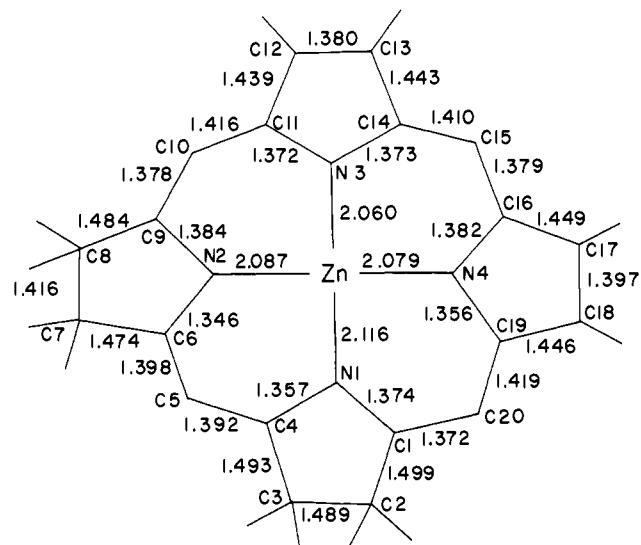 C12 1.380 C13
1.439 1.443
C10 1.416 C11 C14 1.410 C15
1.372 N3 1.373
1.378 1.379
2.060 C16
1.484 1.384 1.382 1.449
C8 C9 N2 C17
1.416 2.087 Zn 2.079 N4 1.397
1.346 1.356 C19 C18
C7 1.474 C6 2.116 1.446
1.398 N1 1.419
C5 1.357 1.374
1.392 C4 C1 1.372 C20
1.493 1.499
C3 1.489 C2